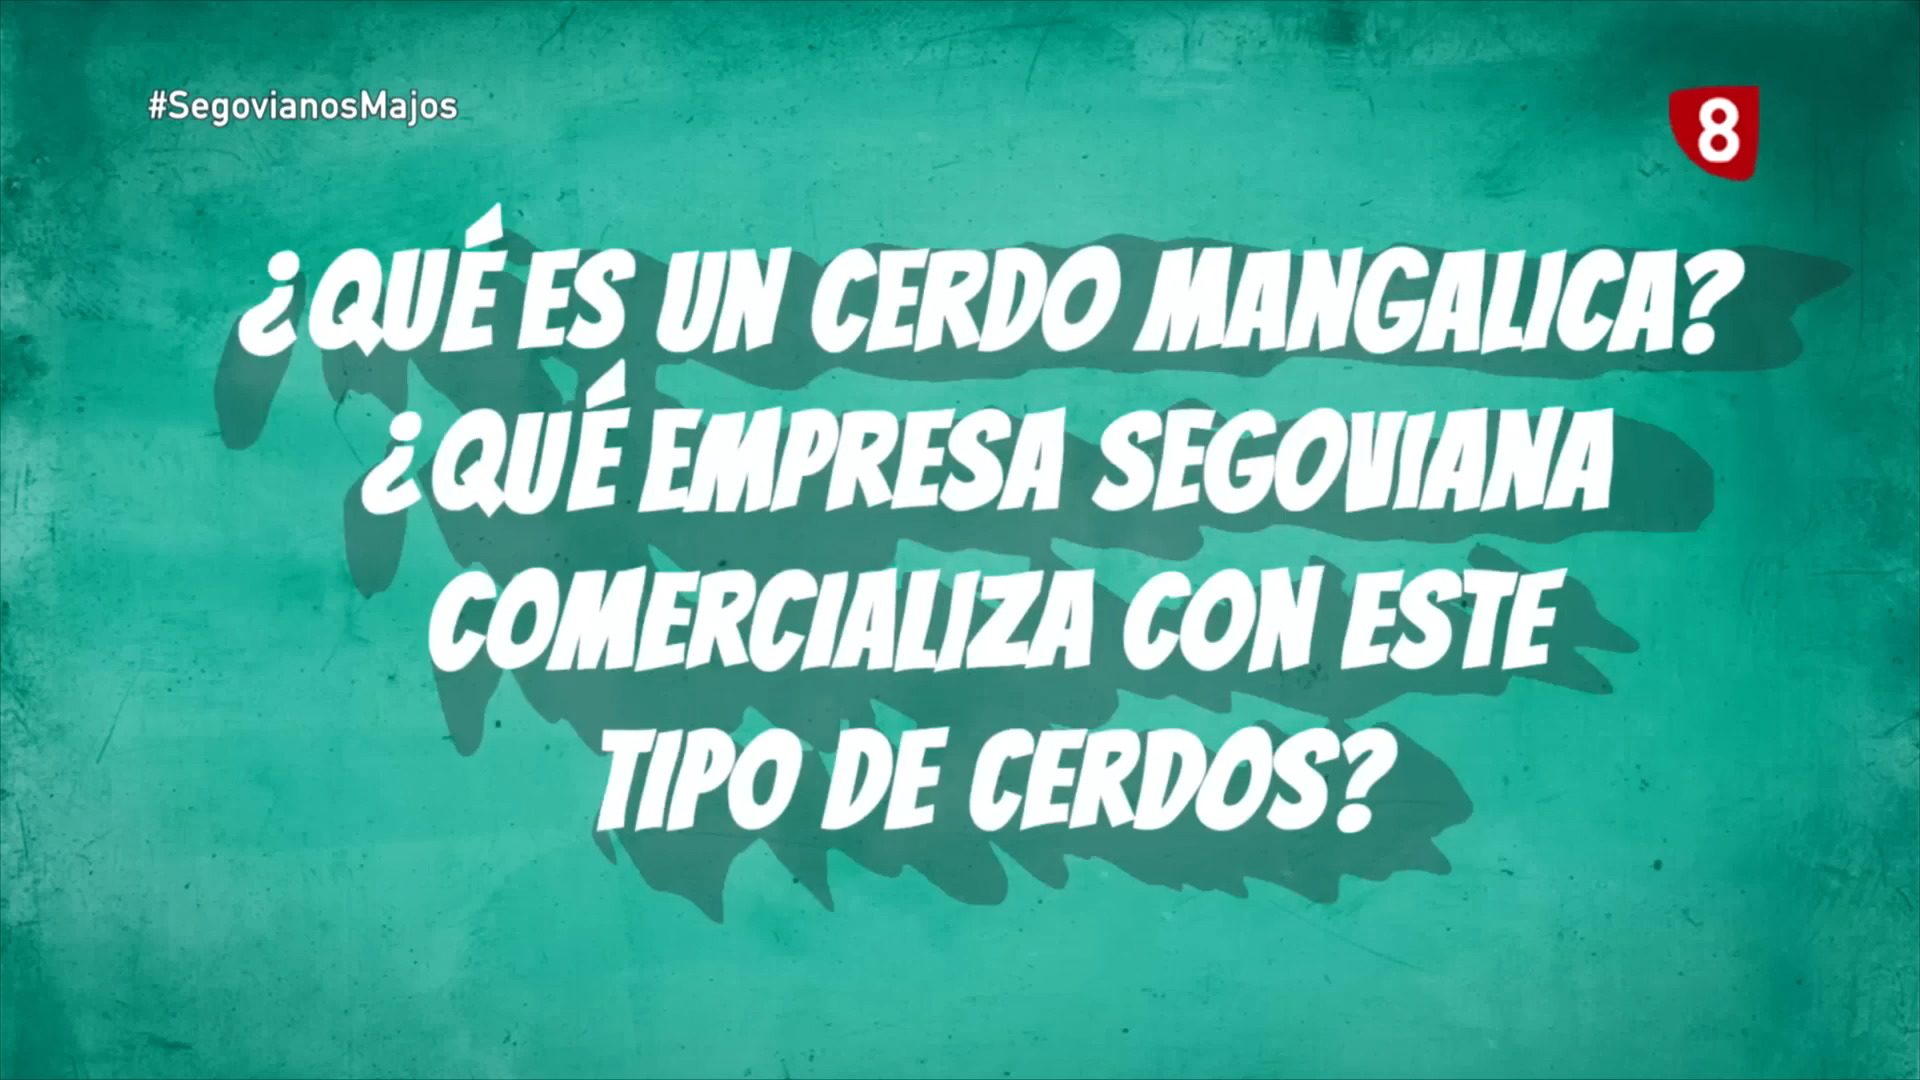 #SegovianosMajos
8
¿QUÉ ES UN CERDO MANGALICA?
¿QUÉ EMPRESA SEGOVIANA
COMERCIALIZA CON ESTE
TIPO DE CERDOS?